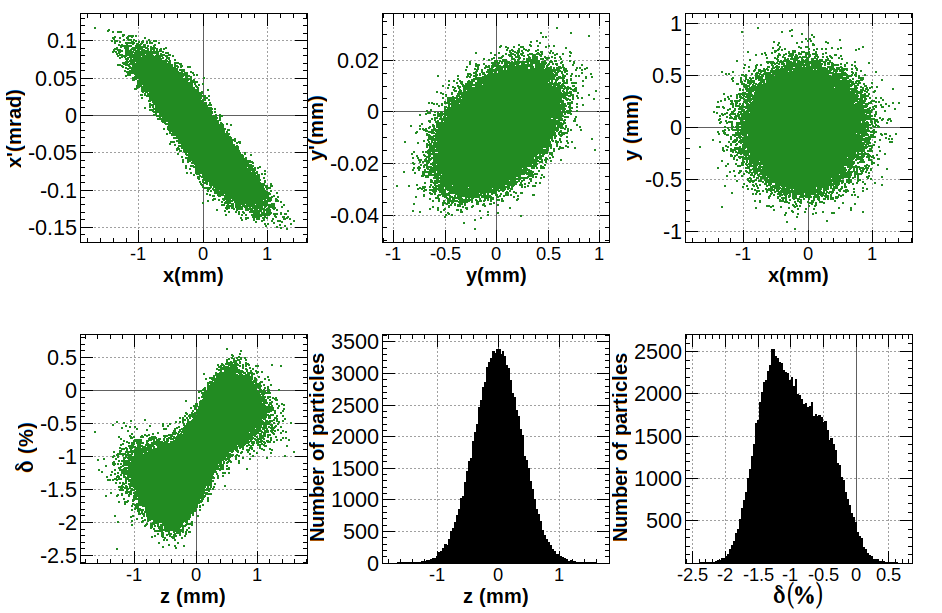 0.1
0.05
0
-0.05
-0.1
-0.15
x'(mrad)
-1 0 1
x(mm)
0.02
0
-0.02
-0.04
y'(mm)
-1 -0.5 0 0.5 1
y(mm)
1
0.5
0
-0.5
-1
y (mm)
-1 0 1
x(mm)
0.5
0
-0.5
-1
-1.5
-2
-2.5
δ (%)
-1 0 1
z (mm)
3500
3000
2500
2000
1500
1000
500
0
Number of particles
-1 0 1
z (mm)
2500
2000
1500
1000
500
Number of particles
-2.5 -2 -1.5 -1 -0.5 0 0.5
δ(%)